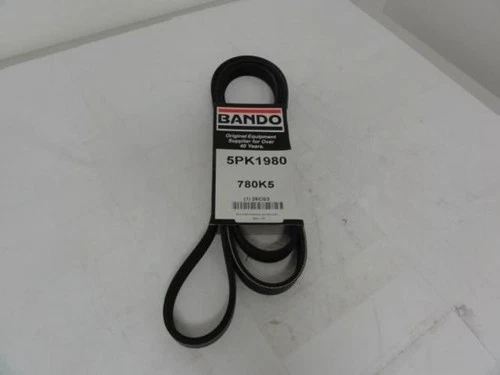 BANDO
Original Equipment
Supplier for Over
40 Years.
5PK1980
780K5